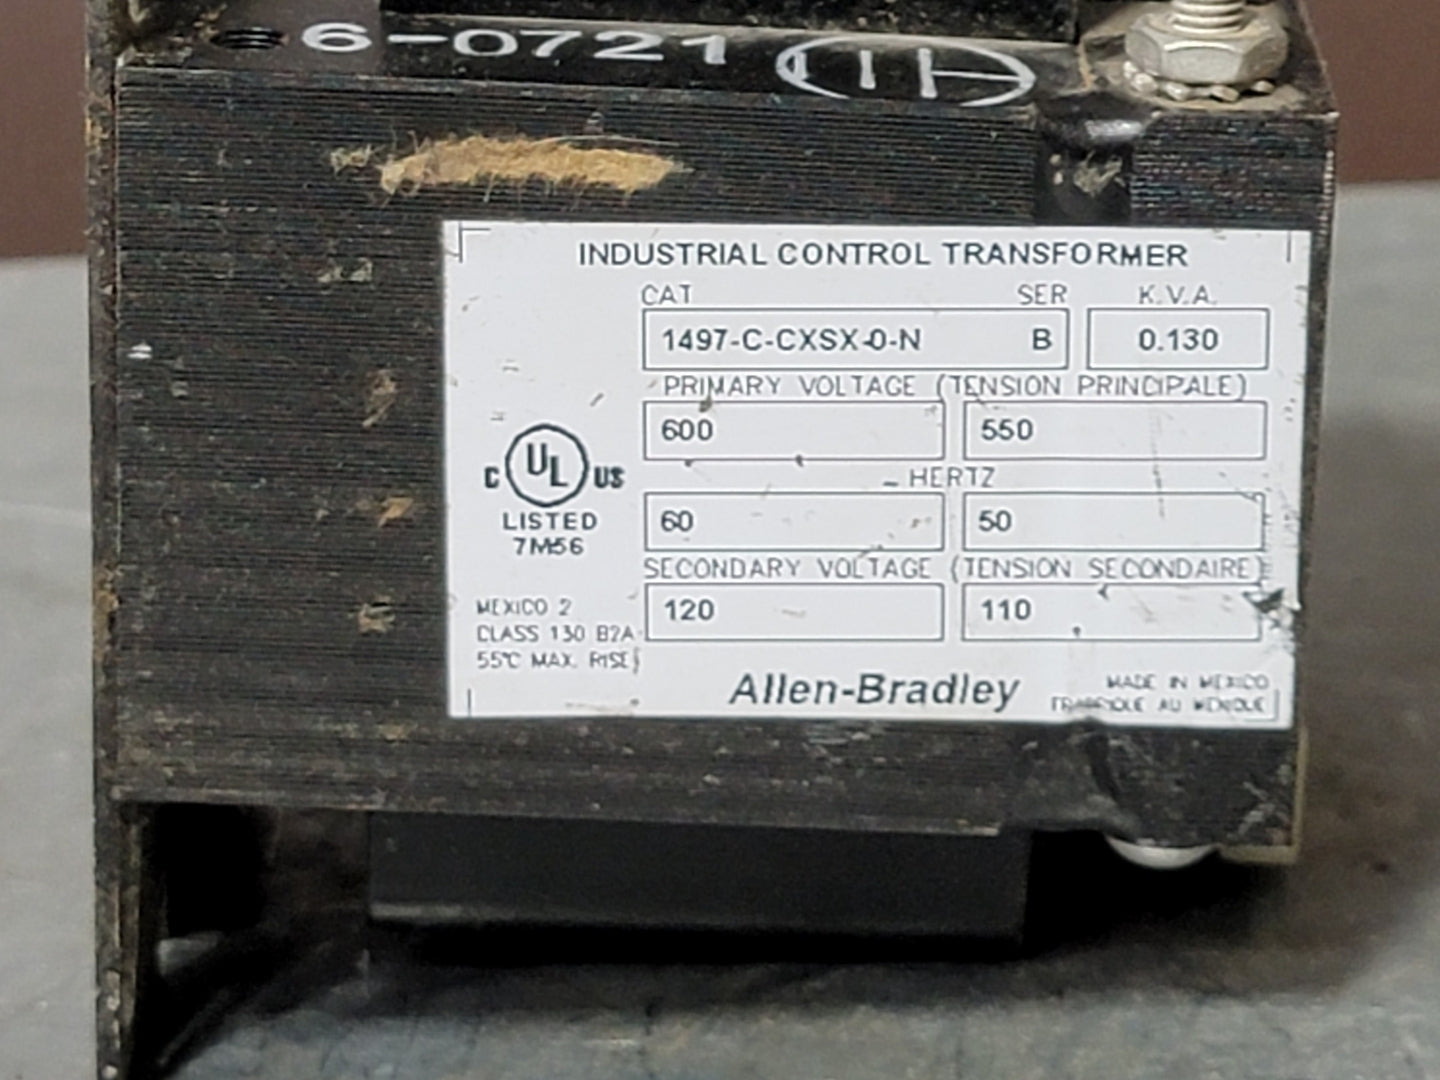 6-0721
INDUSTRIAL CONTROL TRANSFORMER
CAT SER K.V.A.
1497-C-CXSX-0-N B 0.130
PRIMARY VOLTAGE (TENSION PRINCIPALE)
600 550
HERTZ
60 50
C UL US
LISTED
7M56
SECONDARY VOLTAGE (TENSION SECONDAIRE)
120 110
MEXICO 2
CLASS 130 B2A
55°C MAX. RISE
Allen-Bradley
MADE IN MEXICO
FABRIQUE AU MEXIQUE